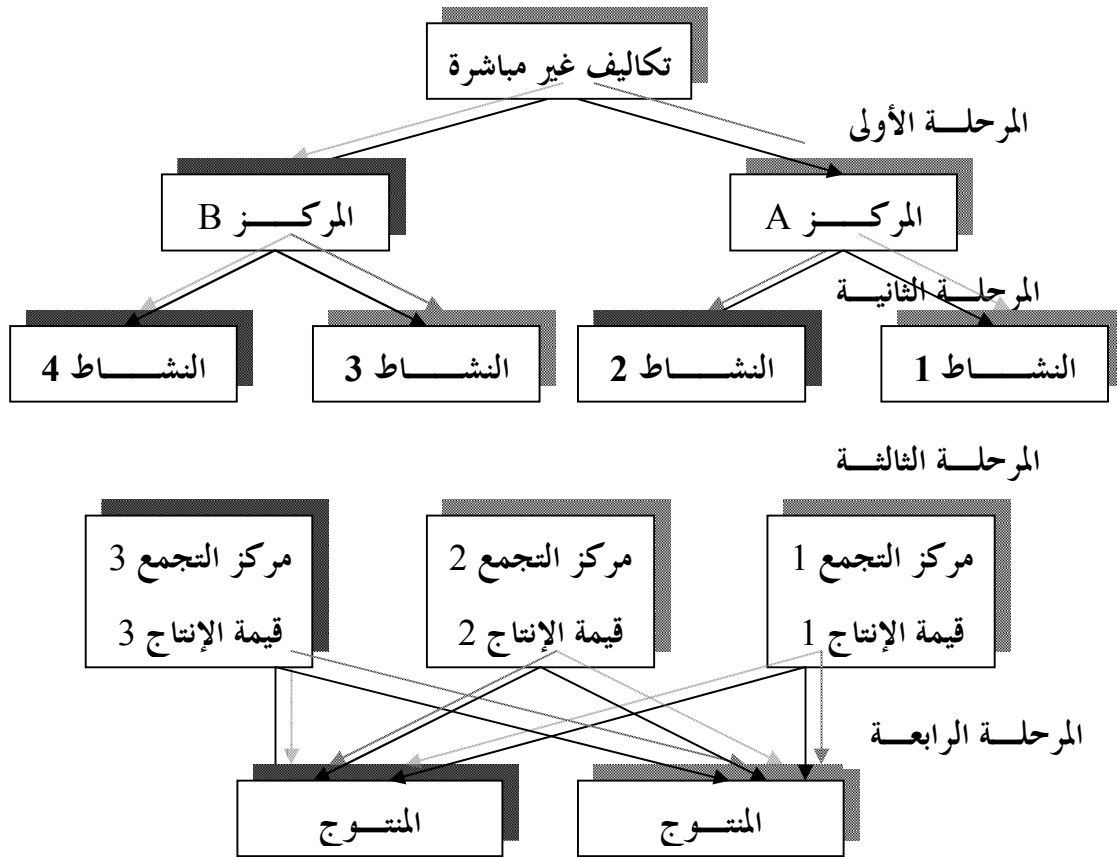 تكاليف غير مباشرة
المرحلة الأولى
المركز A
المركز B
المرحلة الثانية
النشاط 1
النشاط 2
النشاط 3
النشاط 4
المرحلة الثالثة
مركز التجمع 1
قيمة الإنتاج 1
مركز التجمع 2
قيمة الإنتاج 2
مركز التجمع 3
قيمة الإنتاج 3
المرحلة الرابعة
المنتوج
المنتوج